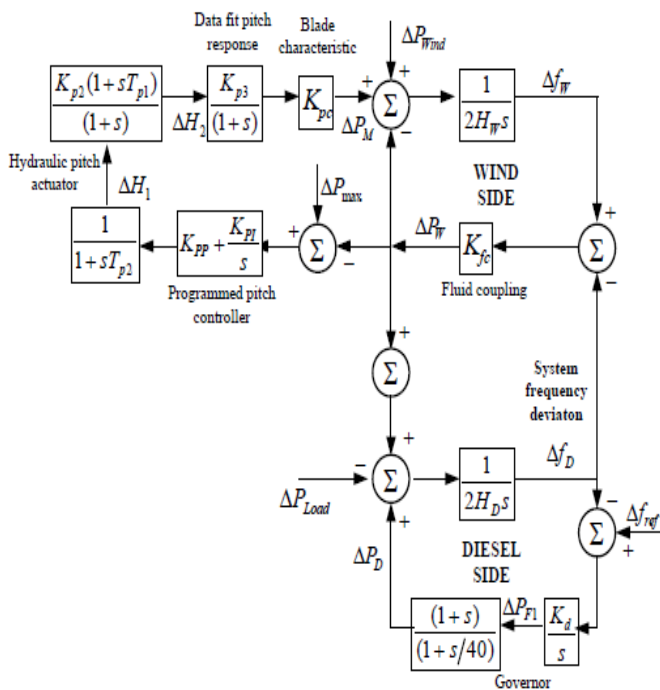 Data fit pitch
response
Blade
characteristic
ΔP_Wind
K_p2(1+sT_p1)
(1+s)
ΔH_2
K_p3
(1+s)
K_pc
+
ΔP_M
+
Σ
−
1
2H_W s
Δf_W
Hydraulic pitch
actuator
ΔH_1
ΔP_max
WIND
SIDE
1
1+sT_p2
K_PP + K_PI
s
+
Σ
−
ΔP_W
K_fc
+
Σ
−
Programmed pitch
controller
Fluid coupling
+
Σ
System
frequency
deviaton
+
−
Σ
+
ΔP_Load
1
2H_D s
Δf_D
−
Σ
+
Δf_ref
ΔP_D
DIESEL
SIDE
(1+s)
(1+s/40)
ΔP_F1
K_d
s
Governor